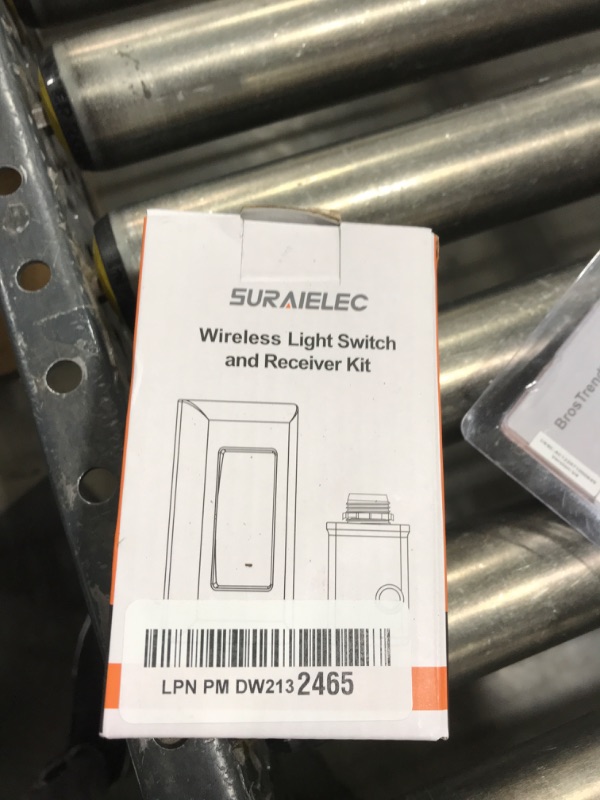 SURAIELEC
Wireless Light Switch
and Receiver Kit
LPN PM DW213 2465
BrosTrend